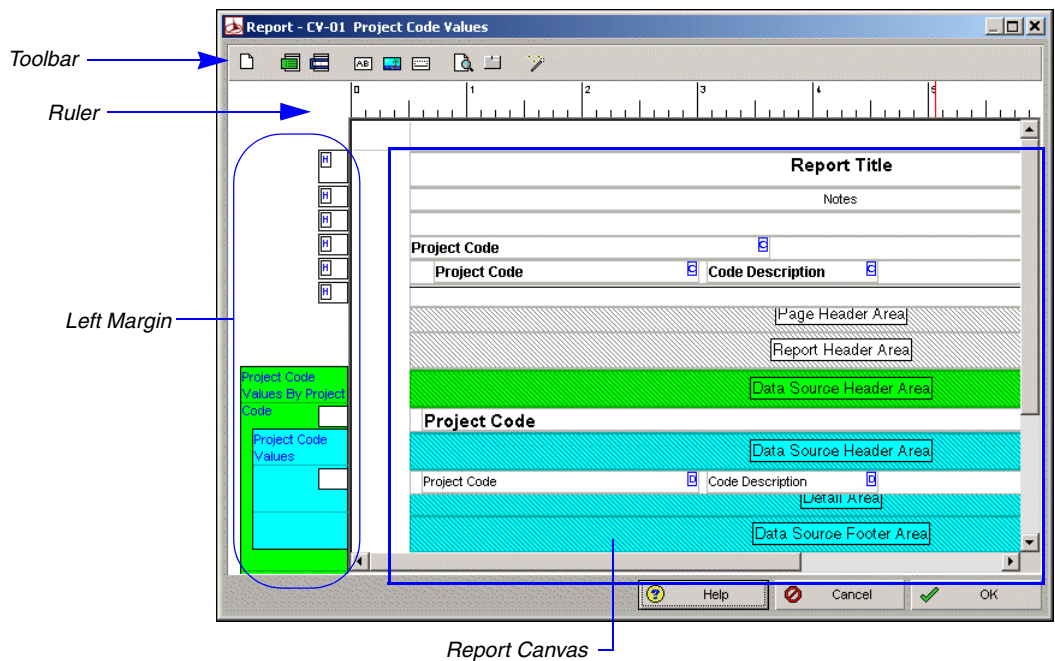 Report - CV-01 Project Code Values
Toolbar
AB
Ruler
0 1 2 3 4 5
H
Report Title
H
Notes
H
H
Project Code C
H
Project Code C Code Description C
H
Left Margin
Page Header Area
Report Header Area
Project Code
Values By Project
Code
Data Source Header Area
Project Code
Project Code
Values
Data Source Header Area
Project Code D Code Description D
Detail Area
Data Source Footer Area
? Help Cancel OK
Report Canvas